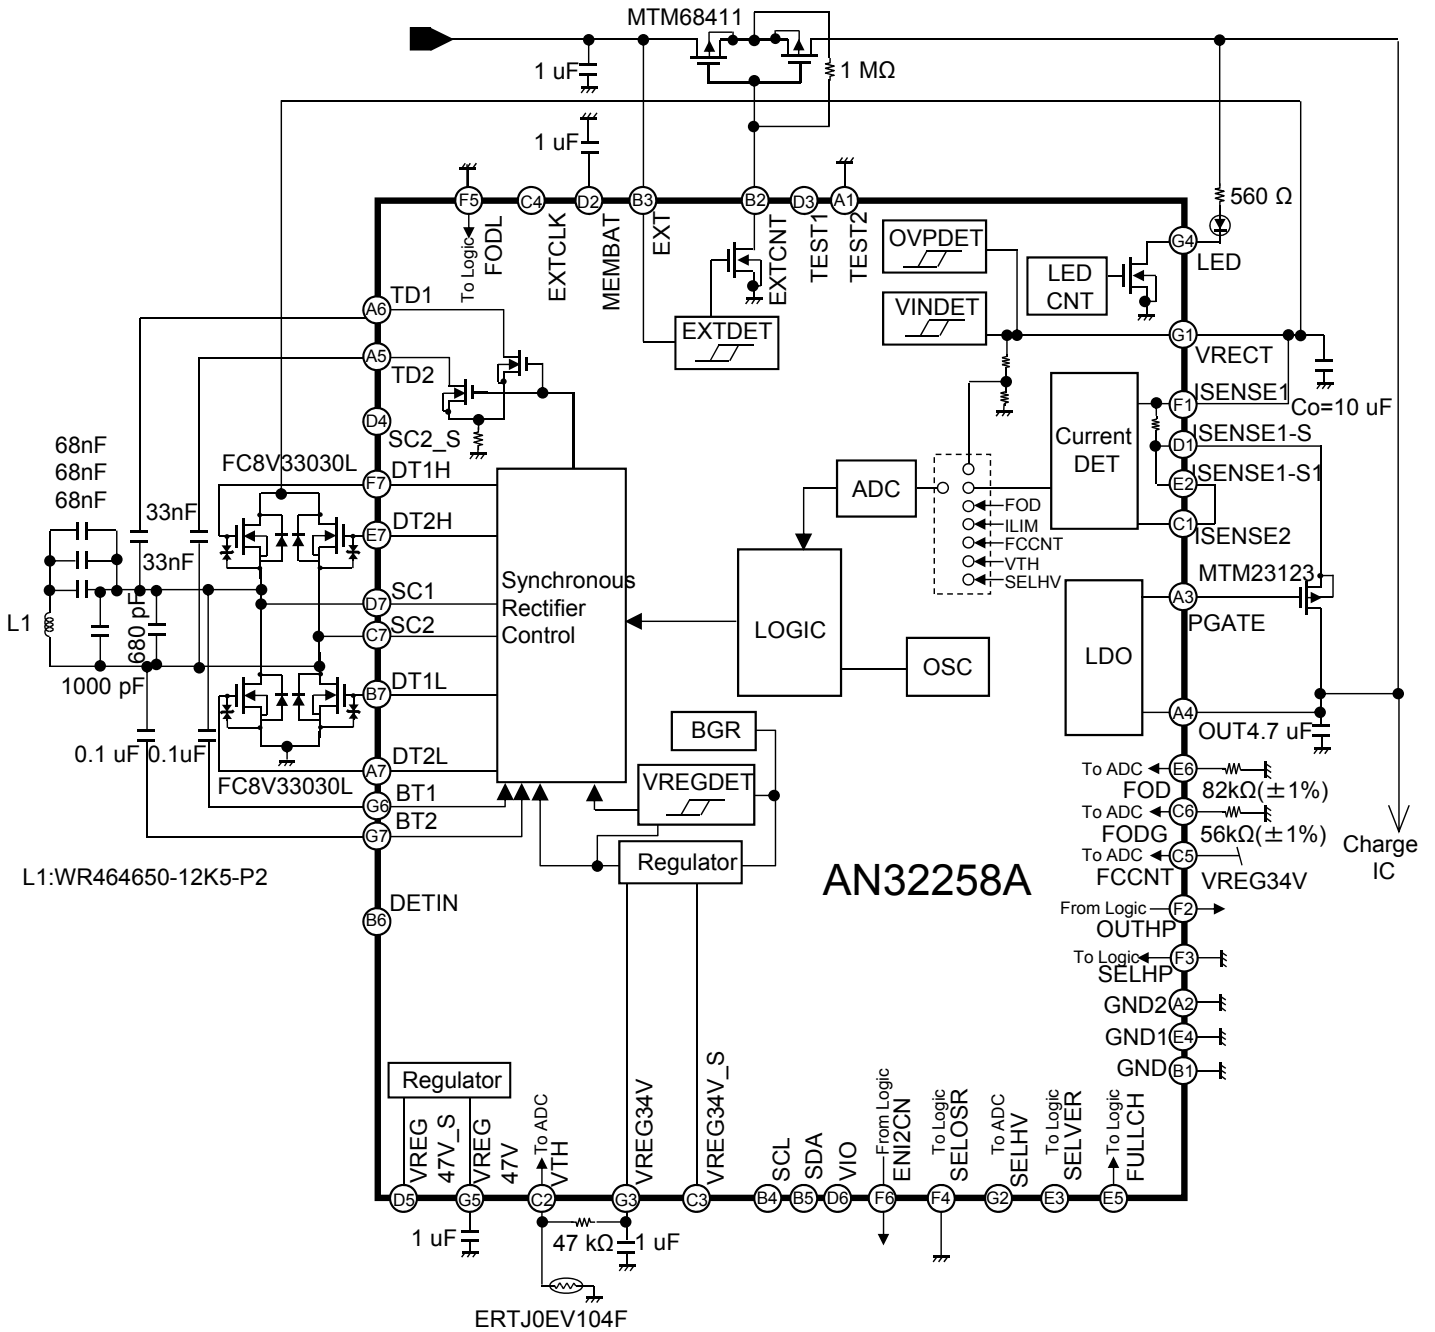 MTM68411
1 uF
1 MΩ
1 uF
560 Ω
F5
C4
D2
B3
B2
D3
A1
To Logic
FODL
EXTCLK
MEMBAT
EXT
EXTCNT
TEST1
TEST2
OVPDET
VINDET
LED
CNT
G4
LED
EXTDET
A6
TD1
A5
TD2
D4
SC2_S
G1
VRECT
Co=10 uF
F1
ISENSE1
D1
ISENSE1-S
E2
ISENSE1-S1
C1
ISENSE2
Current
DET
68nF
68nF
68nF
FC8V33030L
F7
DT1H
E7
DT2H
33nF
33nF
ADC
FOD
ILIM
FCCNT
VTH
SELHV
Synchronous
Rectifier
Control
LOGIC
OSC
LDO
MTM23123
A3
PGATE
D7
SC1
C7
SC2
L1
680 pF
1000 pF
B7
DT1L
A4
OUT
4.7 uF
0.1 uF
0.1uF
FC8V33030L
A7
DT2L
G6
BT1
G7
BT2
BGR
VREGDET
Regulator
AN32258A
To ADC
E6
FOD
82kΩ(±1%)
To ADC
C6
FODG
56kΩ(±1%)
To ADC
C5
FCCNT
VREG34V
Charge
IC
L1:WR464650-12K5-P2
B6
DETIN
From Logic
F2
OUTHP
To Logic
F3
SELHP
GND2
A2
GND1
E4
GND
B1
Regulator
VREG
47V_S
VREG
47V
To ADC
VTH
VREG34V
VREG34V_S
SCL
SDA
VIO
From Logic
ENI2CN
To Logic
SELOSR
To ADC
SELHV
To Logic
SELVER
To Logic
FULLCH
D5
G5
C2
G3
C3
B4
B5
D6
F6
F4
G2
E3
E5
1 uF
47 kΩ
1 uF
ERTJ0EV104F